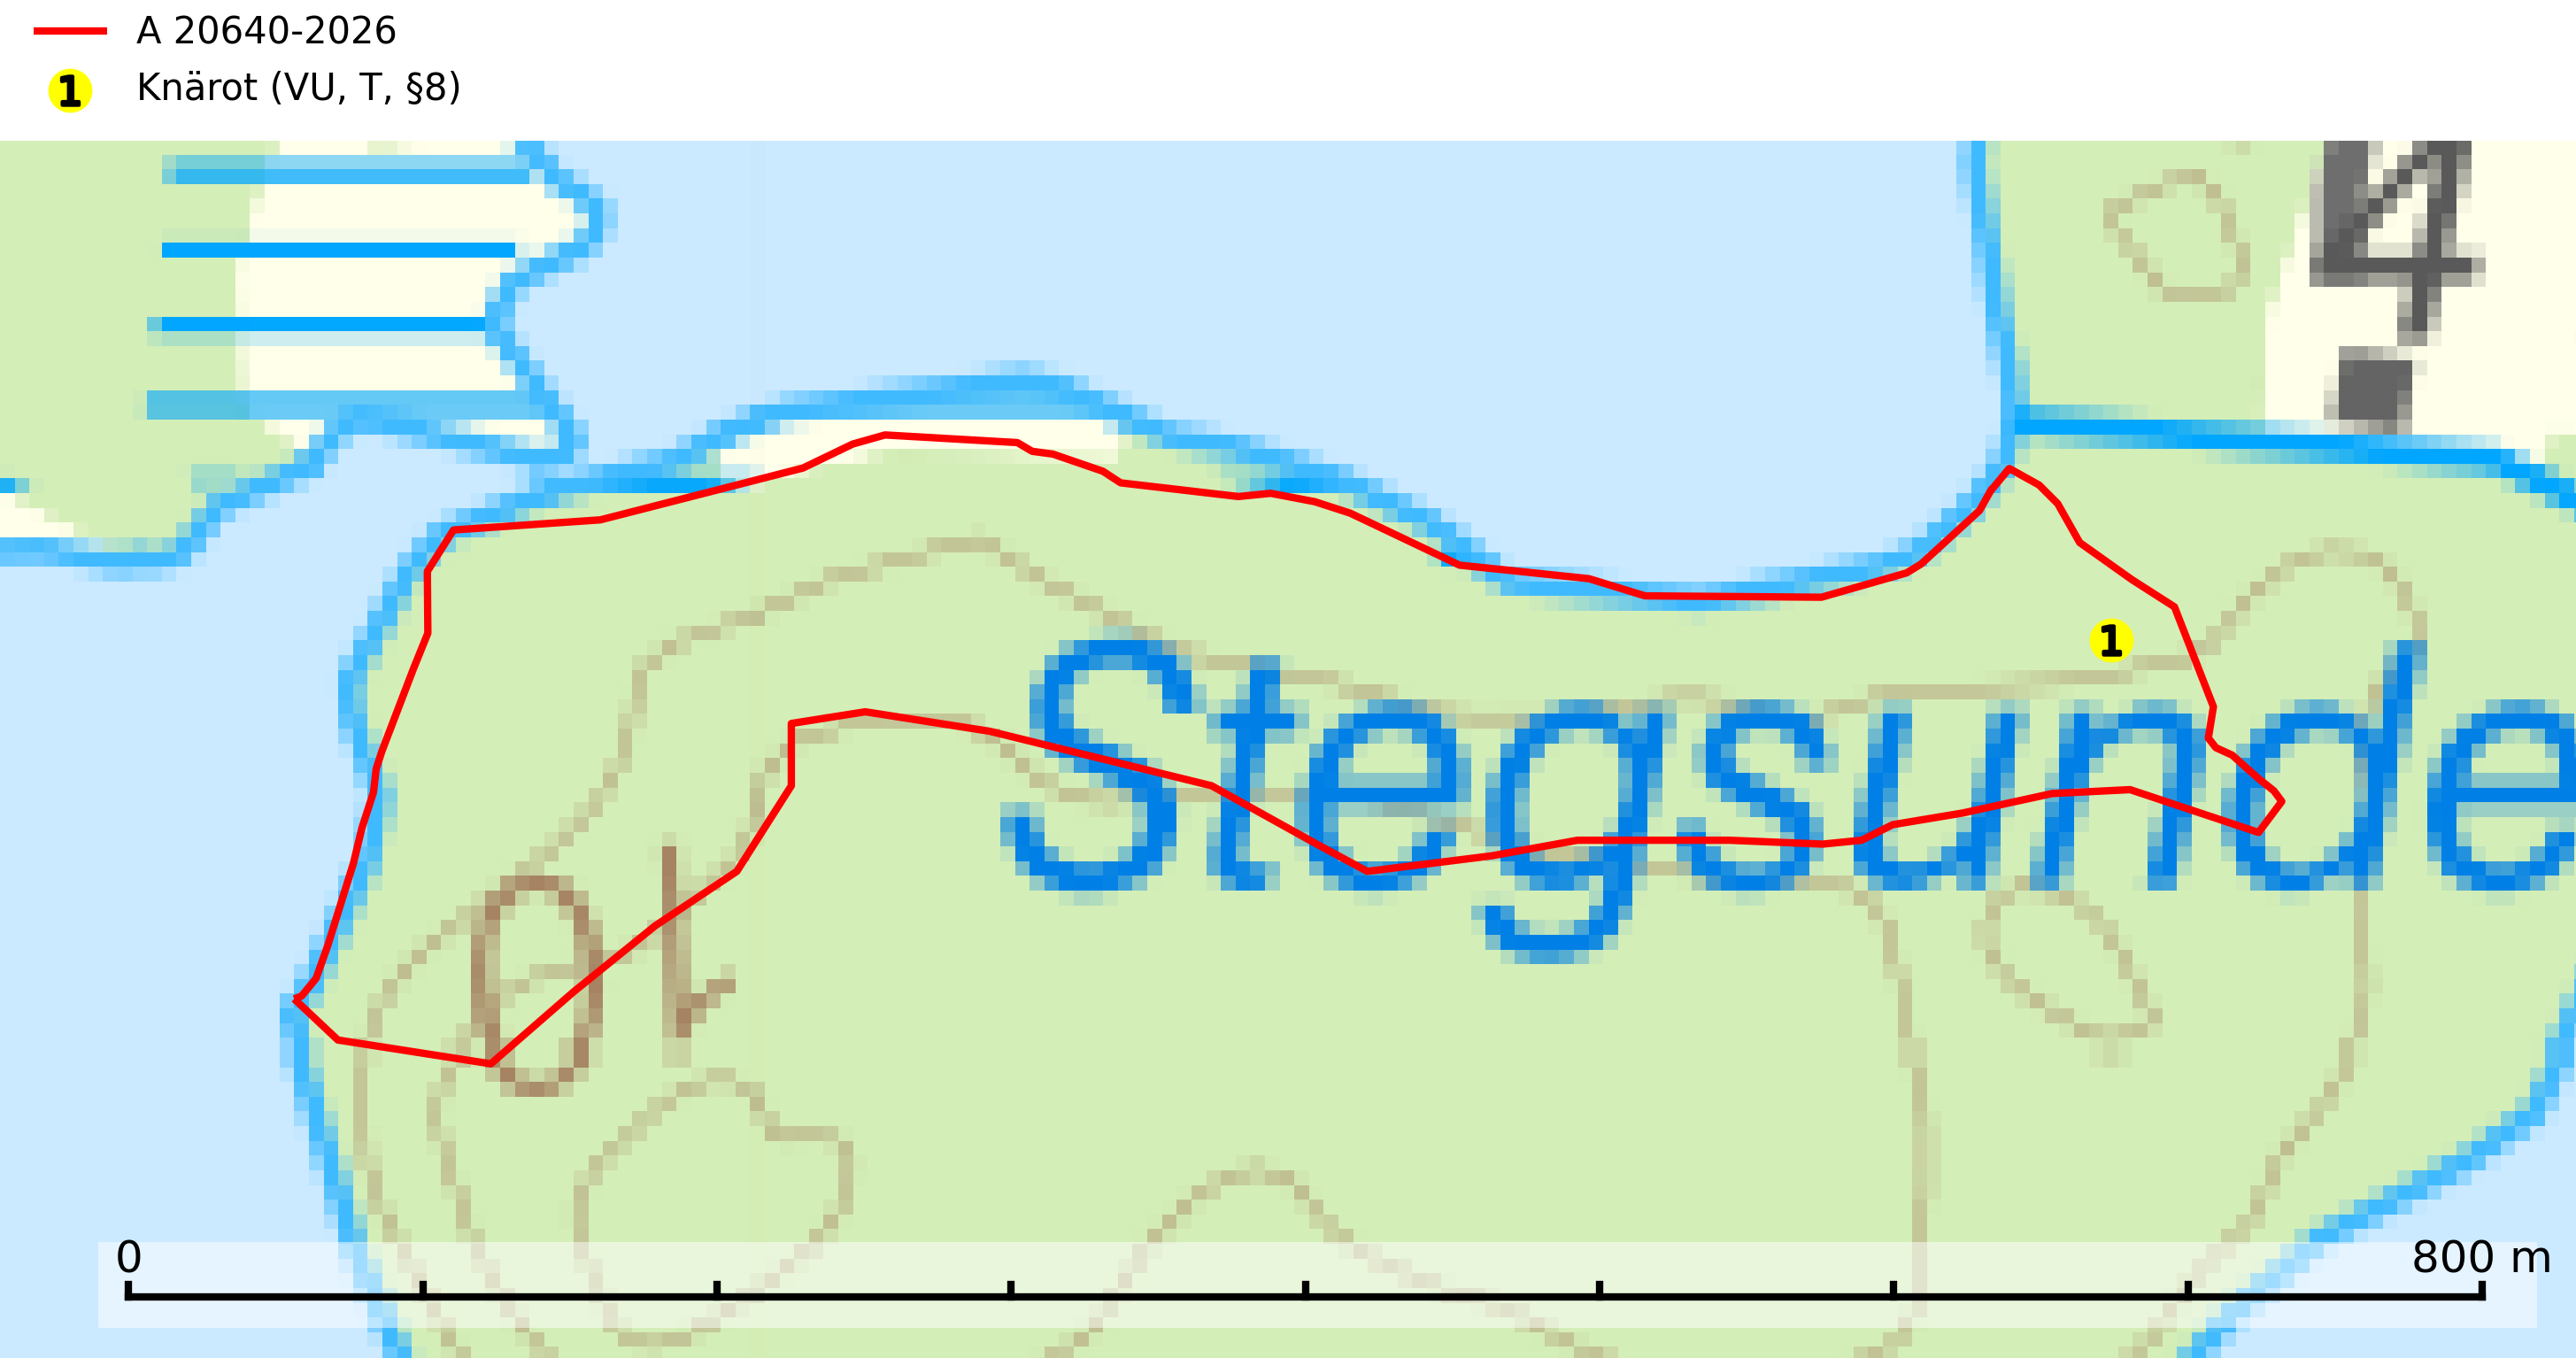 A 20640-2026
1 Knärot (VU, T, §8)
4
1
Stegsunde
0 800 m